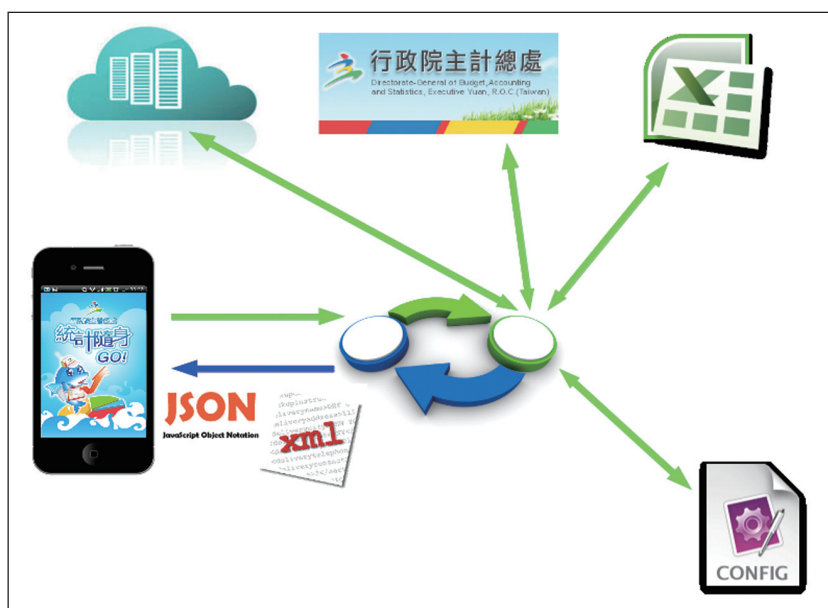 行政院主計總處
Directorate-General of Budget,Accounting
and Statistics, Executive Yuan, R.O.C.(Taiwan)
統計隨身
GO!
JSON
JavaScript Object Notation
xml
CONFIG